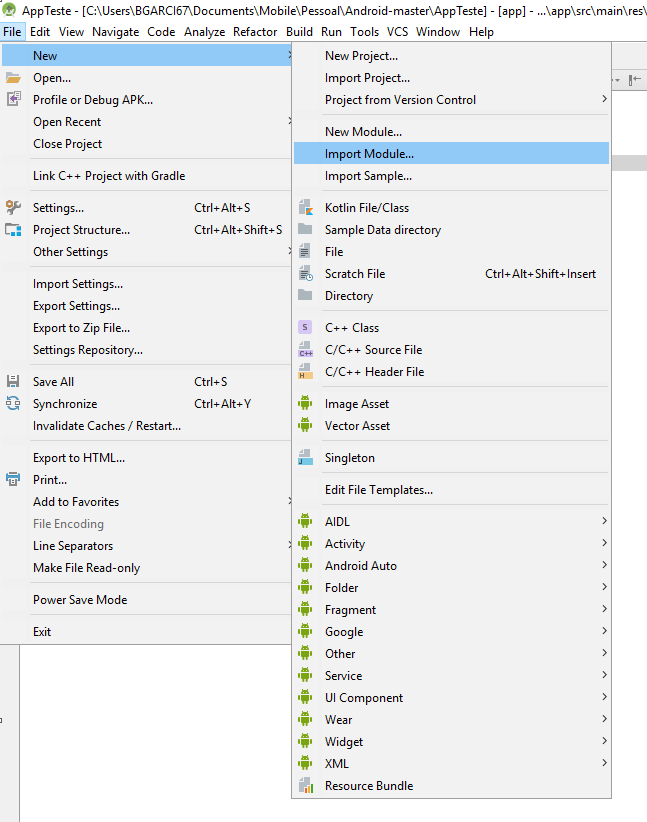 AppTeste - [C:\Users\BGARCI67\Documents\Mobile\Pessoal\Android-master\AppTeste] - [app] - ...\app\src\main\res\
File Edit View Navigate Code Analyze Refactor Build Run Tools VCS Window Help
New
Open...
Profile or Debug APK...
Open Recent
Close Project
Link C++ Project with Gradle
Settings... Ctrl+Alt+S
Project Structure... Ctrl+Alt+Shift+S
Other Settings
Import Settings...
Export Settings...
Export to Zip File...
Settings Repository...
Save All Ctrl+S
Synchronize Ctrl+Alt+Y
Invalidate Caches / Restart...
Export to HTML...
Print...
Add to Favorites
File Encoding
Line Separators
Make File Read-only
Power Save Mode
Exit
New Project...
Import Project...
Project from Version Control
New Module...
Import Module...
Import Sample...
Kotlin File/Class
Sample Data directory
File
Scratch File Ctrl+Alt+Shift+Insert
Directory
S C++ Class
C++ C/C++ Source File
H C/C++ Header File
Image Asset
Vector Asset
J Singleton
Edit File Templates...
AIDL
Activity
Android Auto
Folder
Fragment
Google
Other
Service
UI Component
Wear
Widget
XML
Resource Bundle